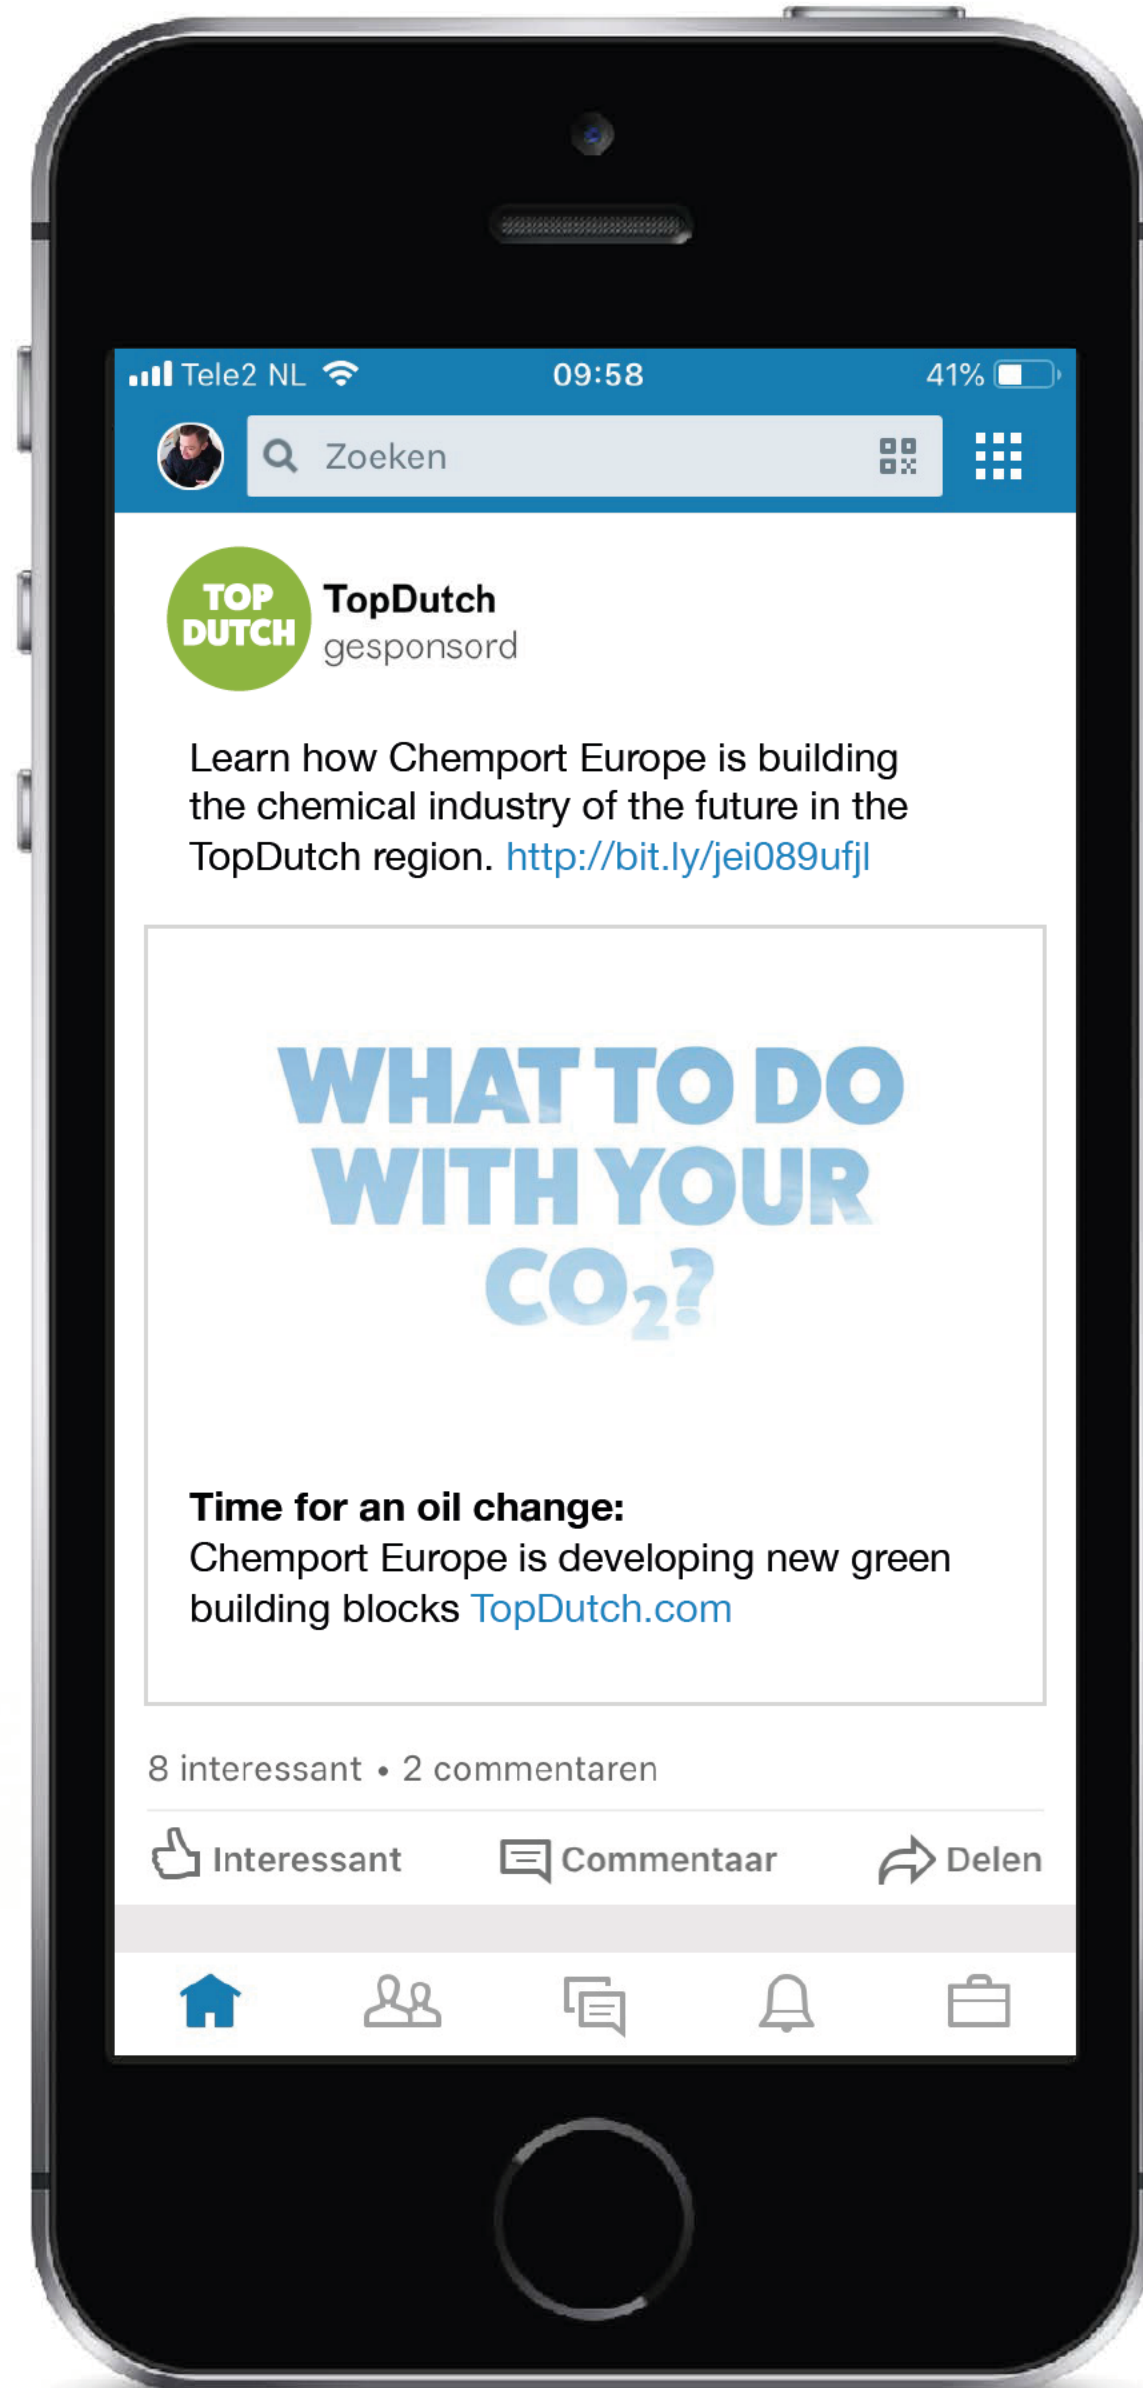 Tele2 NL 09:58 41%
Zoeken
TOP
DUTCH
TopDutch
gesponsord
Learn how Chemport Europe is building
the chemical industry of the future in the
TopDutch region. http://bit.ly/jei089ufjl
WHAT TO DO
WITH YOUR
CO₂?
Time for an oil change:
Chemport Europe is developing new green
building blocks TopDutch.com
8 interessant • 2 commentaren
Interessant Commentaar Delen